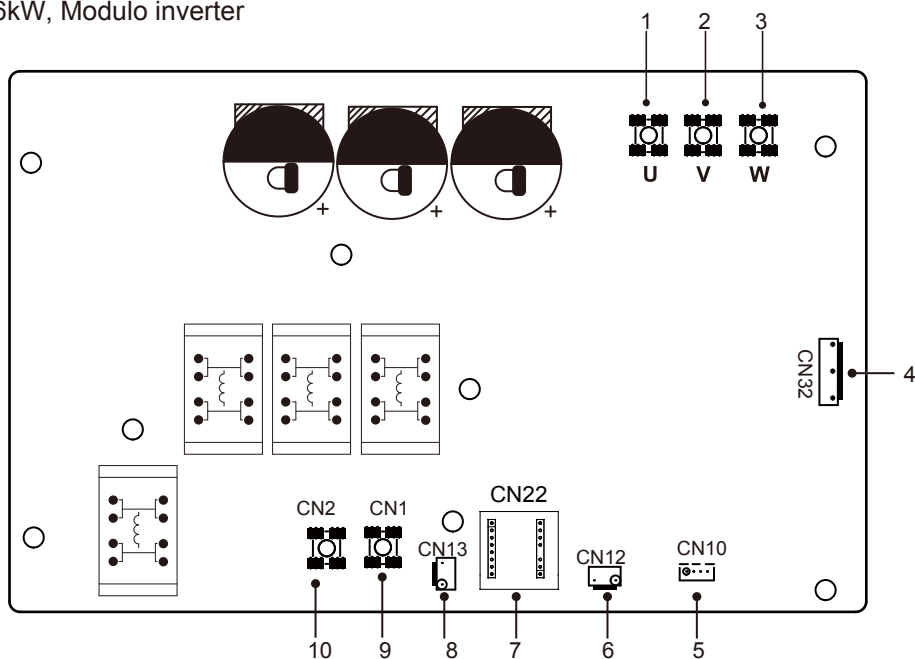 6kW, Modulo inverter
1 2 3
U V W
+ + +
CN32
4
CN22
CN2 CN1
CN13 CN12 CN10
10 9 8 7 6 5